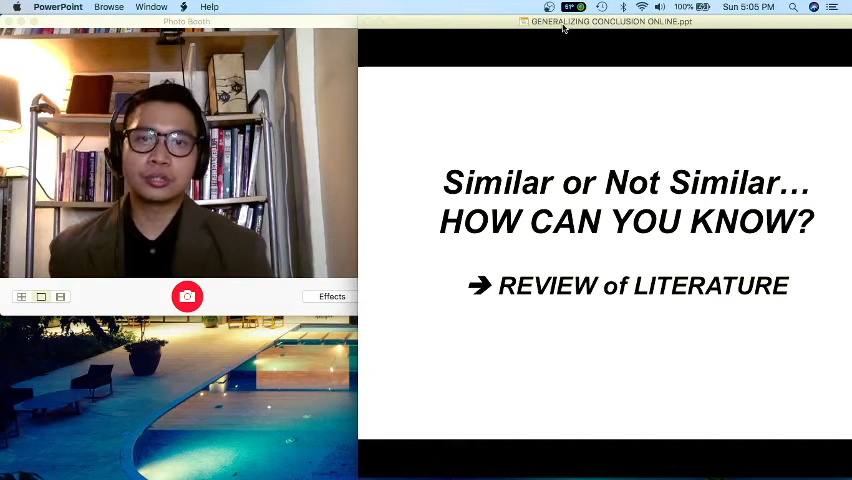 PowerPoint Browse Window Help
51°
100%
Sun 5:05 PM
Photo Booth
GENERALIZING CONCLUSION ONLINE.ppt
Similar or Not Similar...
HOW CAN YOU KNOW?
➔ REVIEW of LITERATURE
Effects